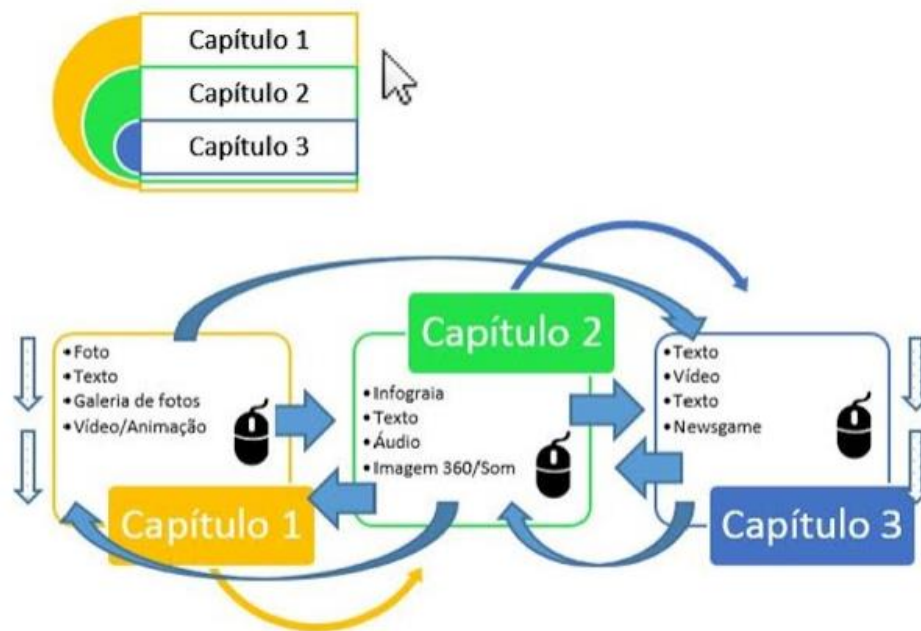 Capítulo 1
Capítulo 2
Capítulo 3
Capítulo 2
•Foto
•Texto
•Galeria de fotos
•Vídeo/Animação
•Infograia
•Texto
•Áudio
•Imagem 360/Som
•Texto
•Vídeo
•Texto
•Newsgame
Capítulo 1
Capítulo 3